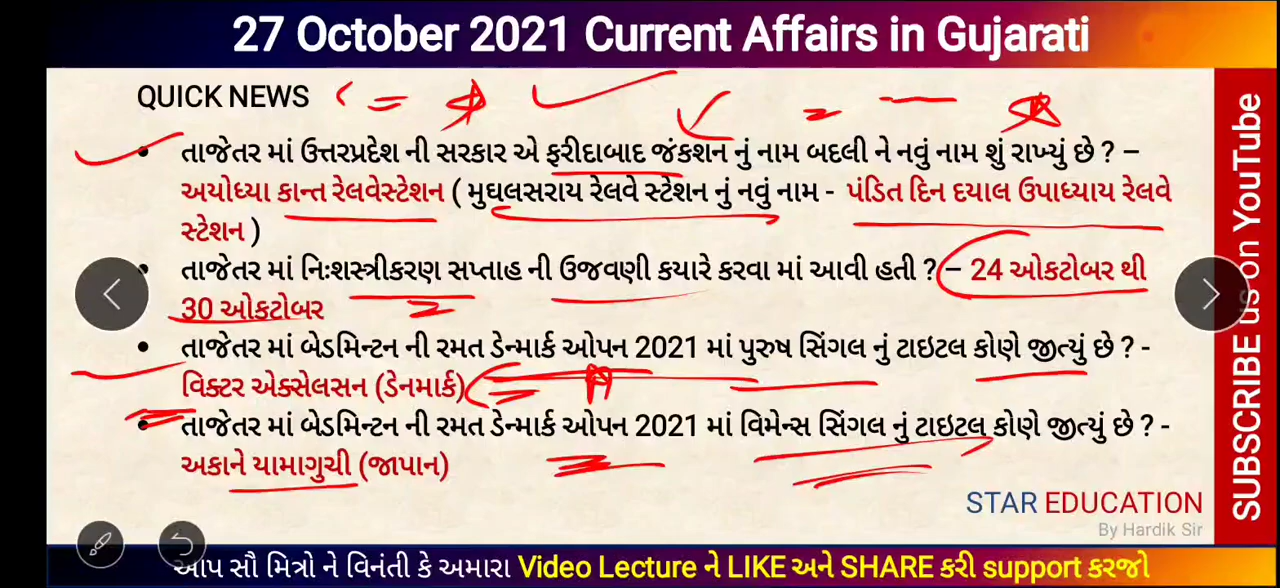 27 October 2021 Current Affairs in Gujarati
QUICK NEWS
• તાજેતર માં ઉત્તરપ્રદેશ ની સરકાર એ ફરીદાબાદ જંકશન નું નામ બદલી ને નવું નામ શું રાખ્યું છે ? –
અયોધ્યા કાન્ત રેલવેસ્ટેશન ( મુઘલસરાય રેલવે સ્ટેશન નું નવું નામ - પંડિત દિન દયાલ ઉપાધ્યાય રેલવે
સ્ટેશન )
• તાજેતર માં નિઃશસ્ત્રીકરણ સપ્તાહ ની ઉજવણી કયારે કરવા માં આવી હતી ? – 24 ઓકટોબર થી
30 ઓકટોબર
• તાજેતર માં બેડમિન્ટન ની રમત ડેન્માર્ક ઓપન 2021 માં પુરુષ સિંગલ નું ટાઇટલ કોણે જીત્યું છે ? -
વિક્ટર એક્સેલસન (ડેનમાર્ક)
• તાજેતર માં બેડમિન્ટન ની રમત ડેન્માર્ક ઓપન 2021 માં વિમેન્સ સિંગલ નું ટાઇટલ કોણે જીત્યું છે ? -
અકાને યામાગુચી (જાપાન)
STAR EDUCATION
By Hardik Sir
SUBSCRIBE us on YouTube
આપ સૌ મિત્રો ને વિનંતી કે અમારા Video Lecture ને LIKE અને SHARE કરી support કરજો